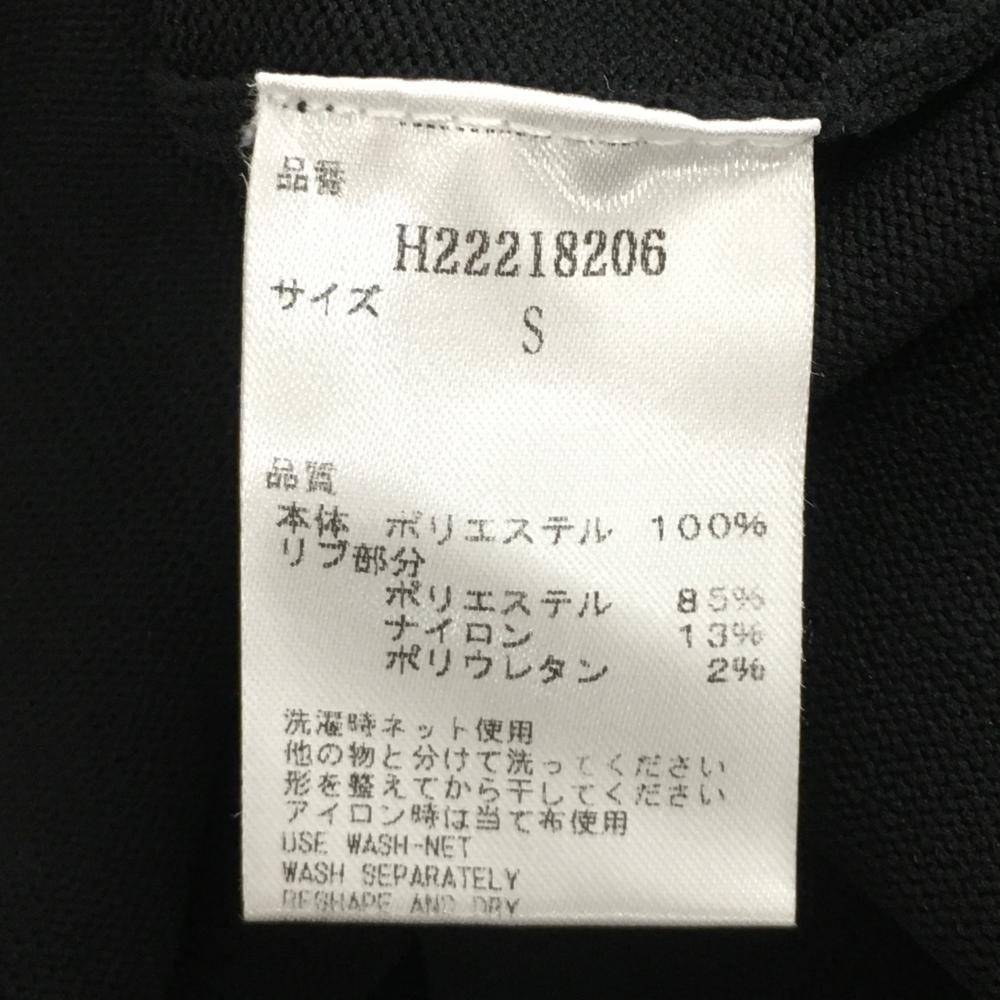 品番
H22218206
サイズ
S
品質
本体 ポリエステル 100%
リブ部分
ポリエステル 85%
ナイロン 13%
ポリウレタン 2%
洗濯時ネット使用
他の物と分けて洗ってください
形を整えてから干してください
アイロン時は当て布使用
USE WASH-NET
WASH SEPARATELY
RESHAPE AND DRY